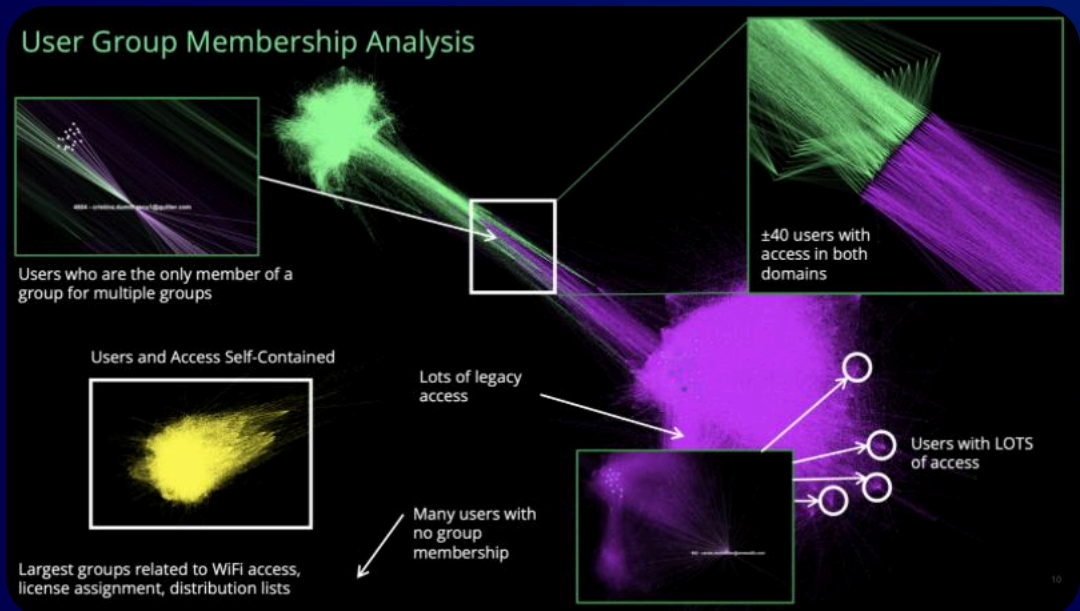 User Group Membership Analysis
Users who are the only member of a
group for multiple groups
±40 users with
access in both
domains
Users and Access Self-Contained
Lots of legacy
access
Users with LOTS
of access
Many users with
no group
membership
Largest groups related to WiFi access,
license assignment, distribution lists
10